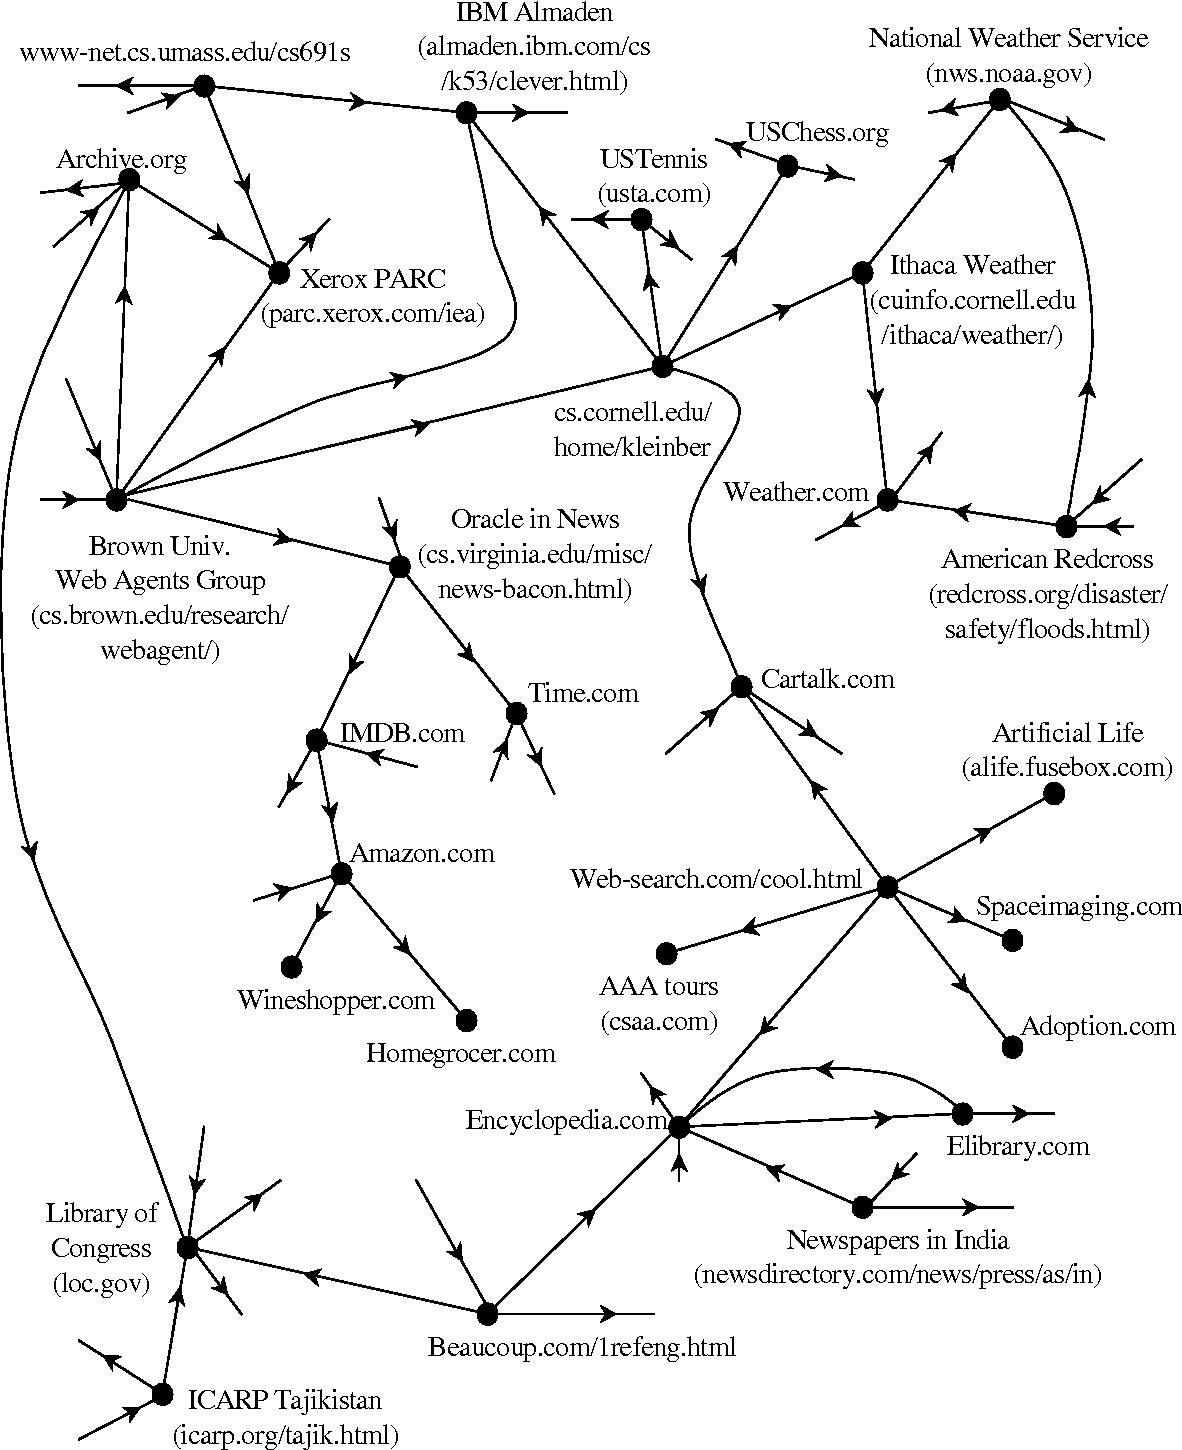 IBM Almaden
(almaden.ibm.com/cs
/k53/clever.html)
www-net.cs.umass.edu/cs691s
National Weather Service
(nws.noaa.gov)
USChess.org
Archive.org
USTennis
(usta.com)
Xerox PARC
(parc.xerox.com/iea)
Ithaca Weather
(cuinfo.cornell.edu
/ithaca/weather/)
cs.cornell.edu/
home/kleinber
Weather.com
Brown Univ.
Web Agents Group
(cs.brown.edu/research/
webagent/)
Oracle in News
(cs.virginia.edu/misc/
news-bacon.html)
American Redcross
(redcross.org/disaster/
safety/floods.html)
Cartalk.com
Time.com
IMDB.com
Artificial Life
(alife.fusebox.com)
Amazon.com
Web-search.com/cool.html
Spaceimaging.com
Wineshopper.com
AAA tours
(csaa.com)
Adoption.com
Homegrocer.com
Encyclopedia.com
Elibrary.com
Library of
Congress
(loc.gov)
Newspapers in India
(newsdirectory.com/news/press/as/in)
Beaucoup.com/1refeng.html
ICARP Tajikistan
(icarp.org/tajik.html)